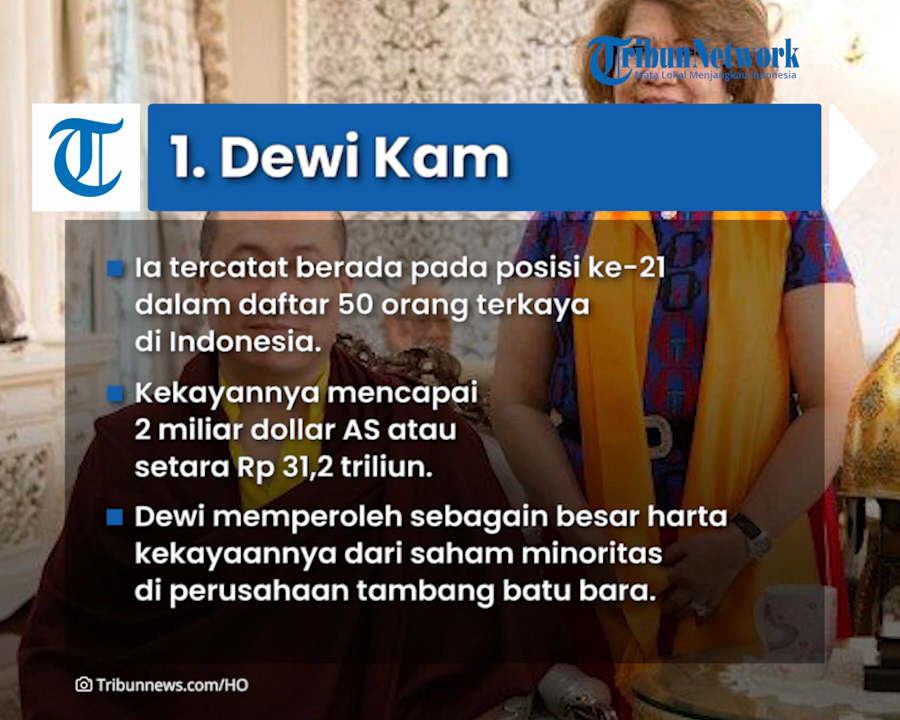 TribunNetwork
Mata Lokal Menjangkau Indonesia
T
1. Dewi Kam
Ia tercatat berada pada posisi ke-21
dalam daftar 50 orang terkaya
di Indonesia.
Kekayannya mencapai
2 miliar dollar AS atau
setara Rp 31,2 triliun.
Dewi memperoleh sebagain besar harta
kekayaannya dari saham minoritas
di perusahaan tambang batu bara.
Tribunnews.com/HO